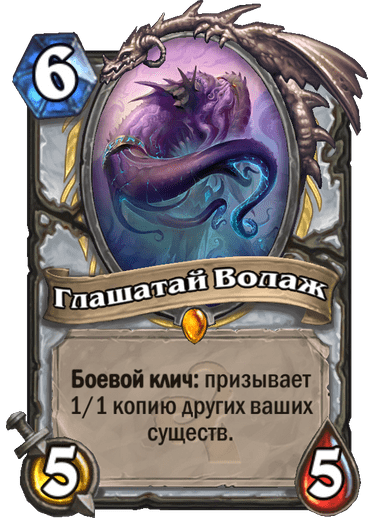 6
Глашатай Волаж
Боевой клич: призывает
1/1 копию других ваших
существ.
5
5